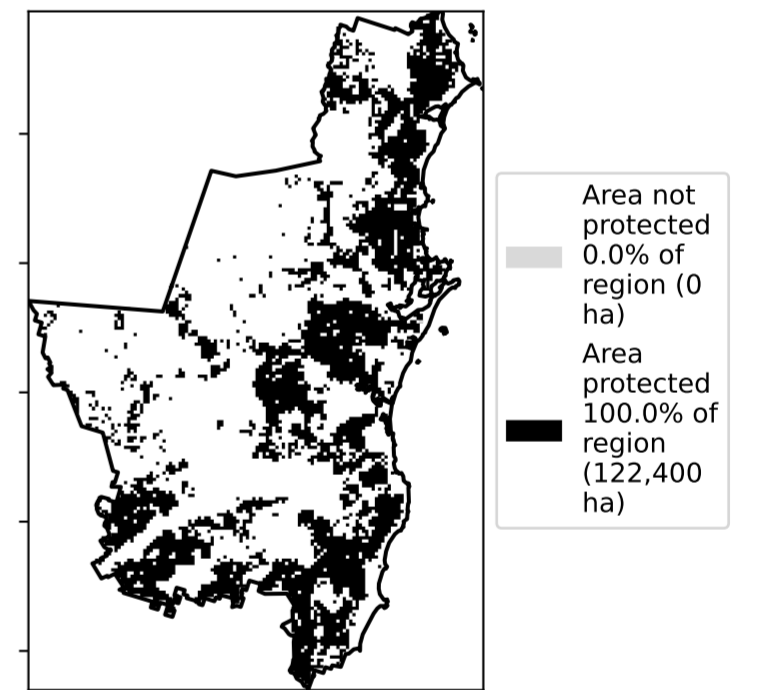 Area not
protected
0.0% of
region (0
ha)
Area
protected
100.0% of
region
(122,400
ha)